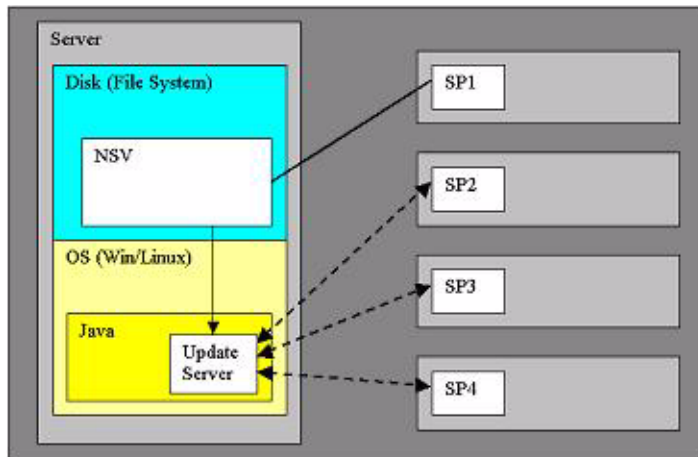 Server
Disk (File System)
NSV
OS (Win/Linux)
Java
Update
Server
SP1
SP2
SP3
SP4